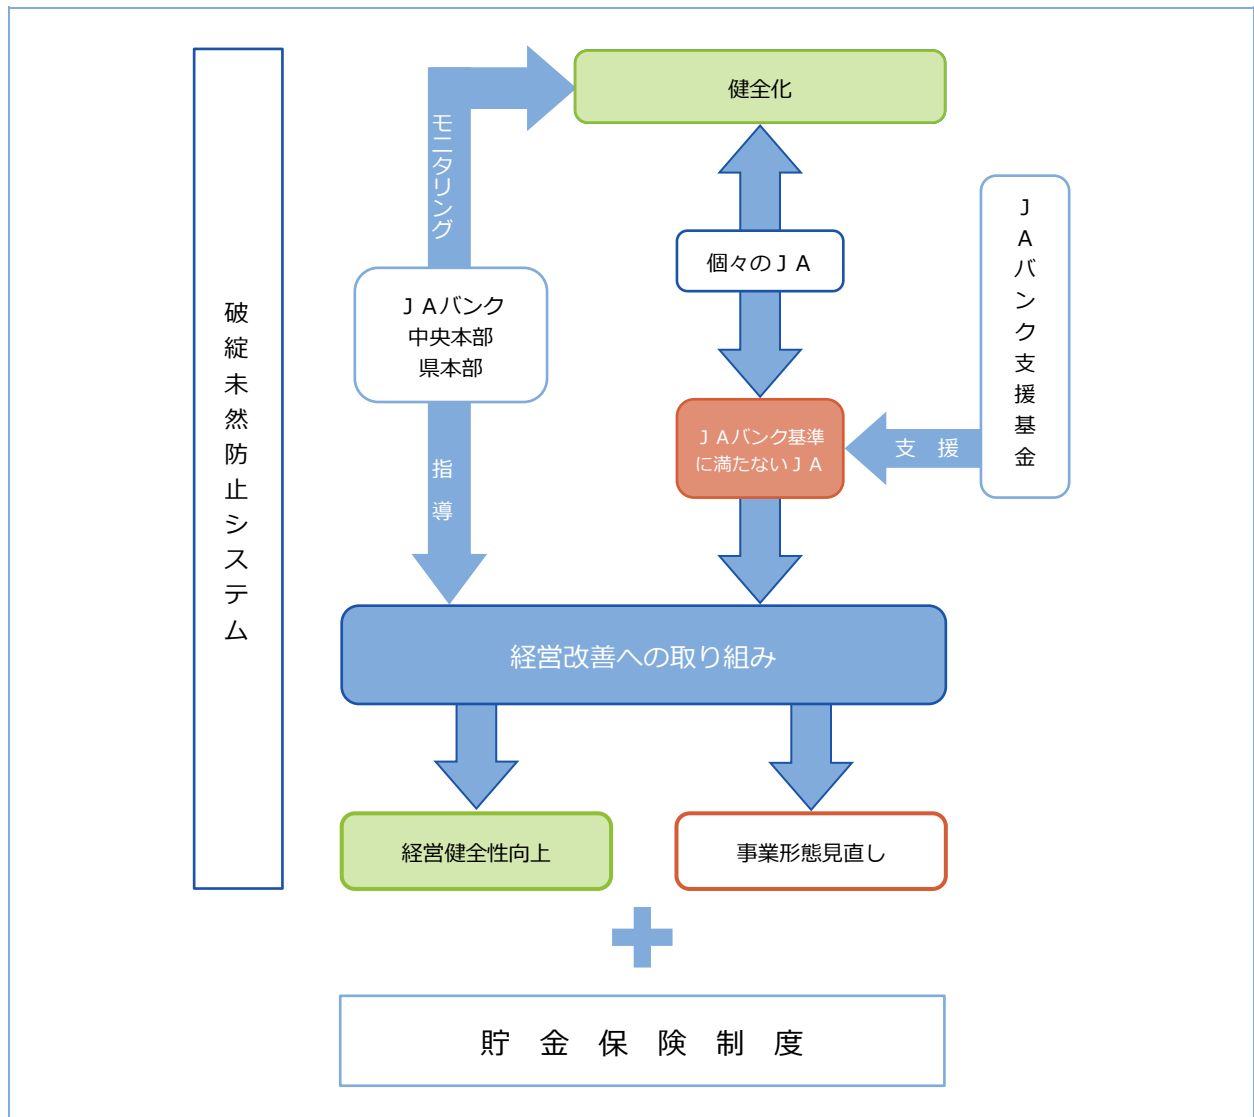 破綻未然防止システム
健全化
モニタリング
個々のＪＡ
ＪＡバンク
中央本部
県本部
ＪＡバンク支援基金
ＪＡバンク基準
に満たないＪＡ
支　援
指　導
経営改善への取り組み
経営健全性向上
事業形態見直し
貯　金　保　険　制　度